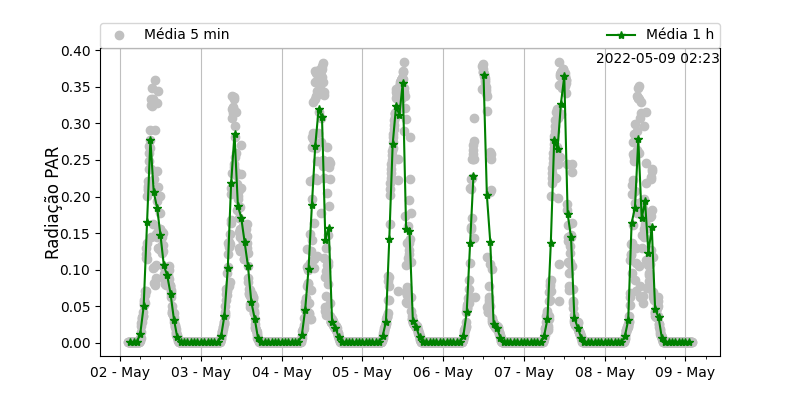 Média 5 min
Média 1 h
2022-05-09 02:23
Radiação PAR
0.40
0.35
0.30
0.25
0.20
0.15
0.10
0.05
0.00
02 - May
03 - May
04 - May
05 - May
06 - May
07 - May
08 - May
09 - May